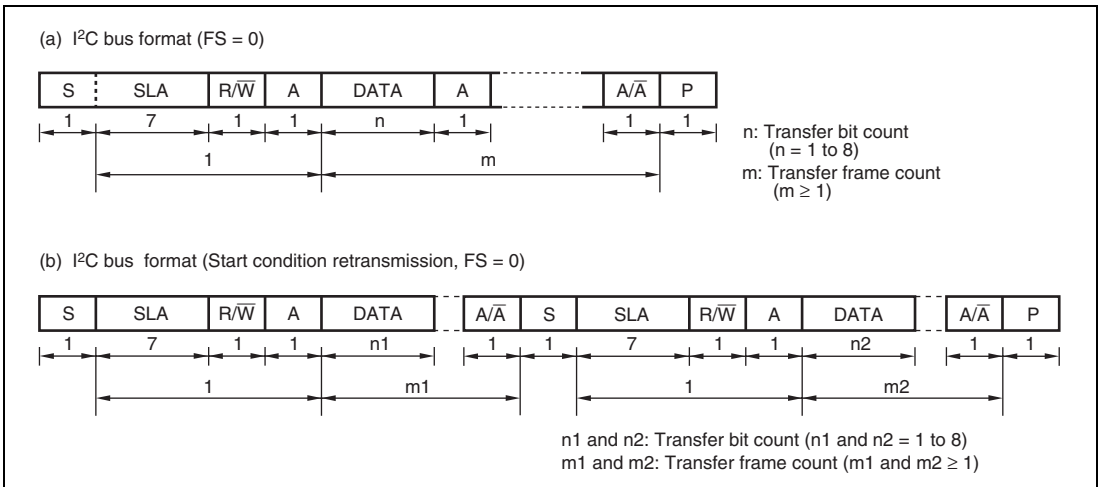 (a) I²C bus format (FS = 0)
S SLA R/W̅ A DATA A A/A̅ P
1 7 1 1 n 1 1 1
1 m
n: Transfer bit count
(n = 1 to 8)
m: Transfer frame count
(m ≥ 1)
(b) I²C bus format (Start condition retransmission, FS = 0)
S SLA R/W̅ A DATA A/A̅ S SLA R/W̅ A DATA A/A̅ P
1 7 1 1 n1 1 1 7 1 1 n2 1 1
1 m1 1 m2
n1 and n2: Transfer bit count (n1 and n2 = 1 to 8)
m1 and m2: Transfer frame count (m1 and m2 ≥ 1)